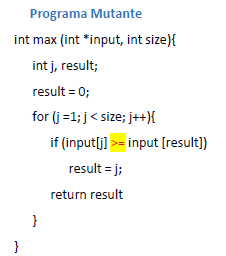 Programa Mutante
int max (int *input, int size){
int j, result;
result = 0;
for (j =1; j < size; j++){
if (input[j] >= input [result])
result = j;
return result
}
}